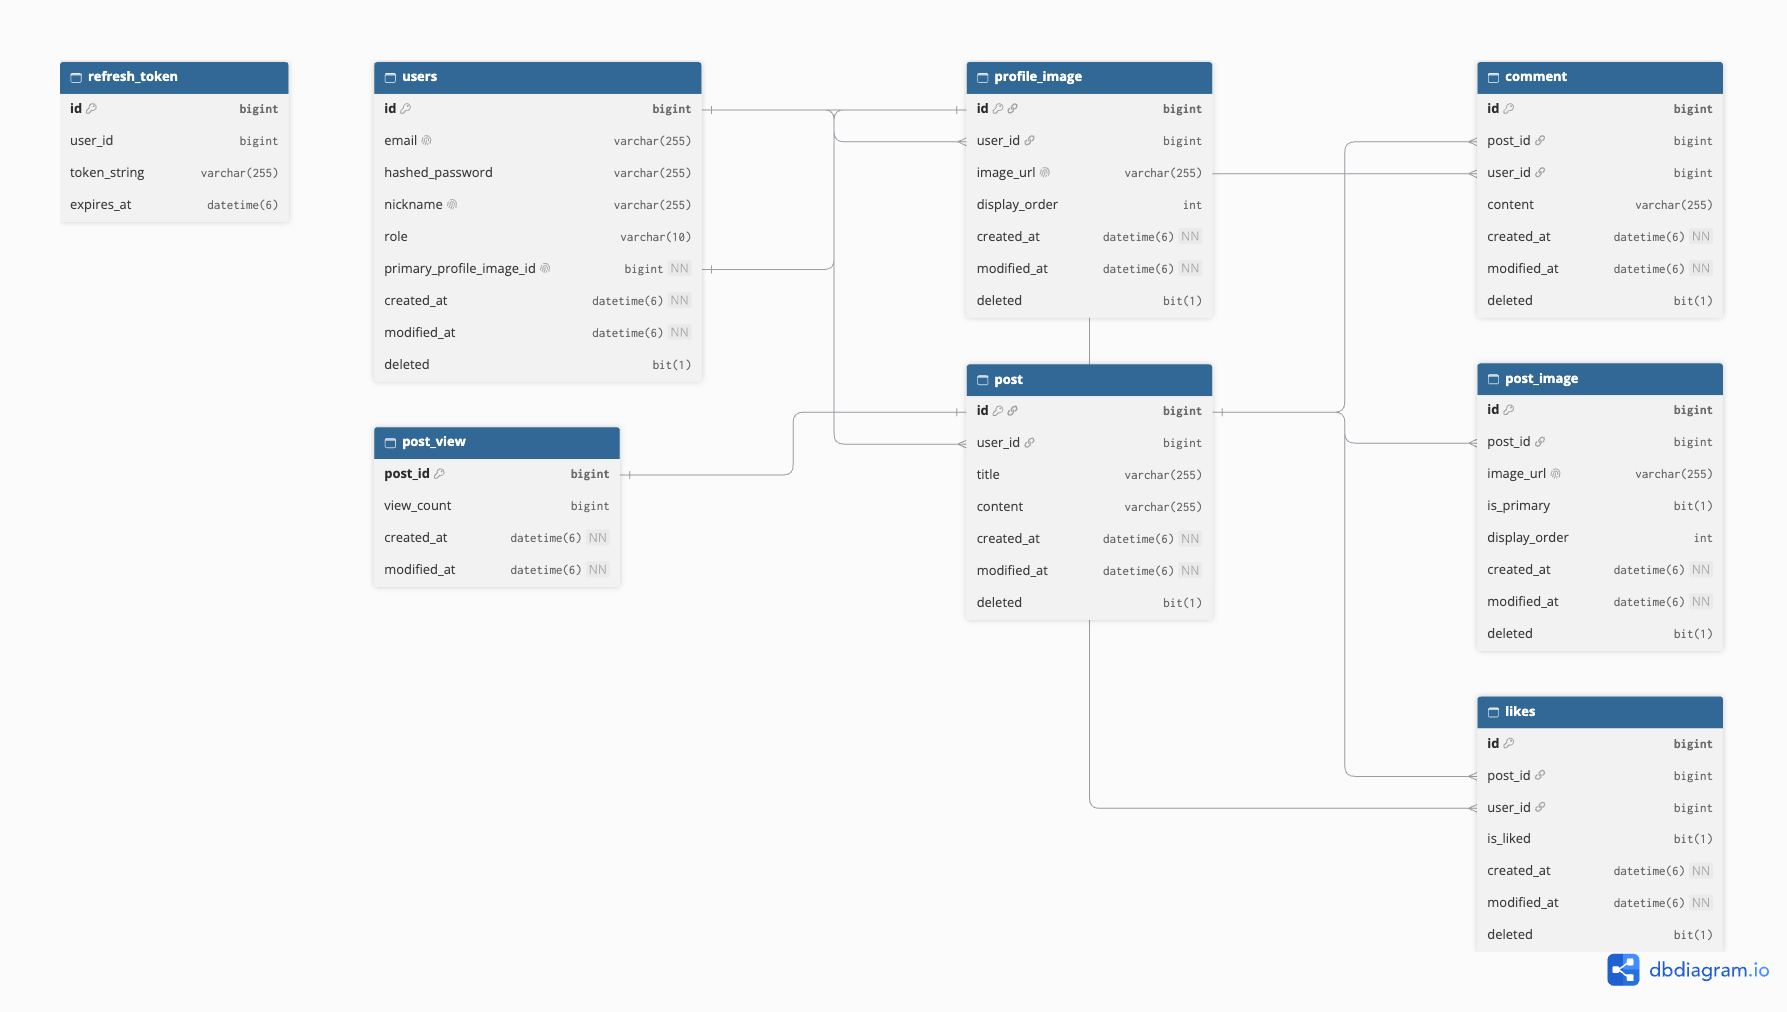 refresh_token
id bigint
user_id bigint
token_string varchar(255)
expires_at datetime(6)
users
id bigint
email varchar(255)
hashed_password varchar(255)
nickname varchar(255)
role varchar(10)
primary_profile_image_id bigint NN
created_at datetime(6) NN
modified_at datetime(6) NN
deleted bit(1)
post_view
post_id bigint
view_count bigint
created_at datetime(6) NN
modified_at datetime(6) NN
profile_image
id bigint
user_id bigint
image_url varchar(255)
display_order int
created_at datetime(6) NN
modified_at datetime(6) NN
deleted bit(1)
post
id bigint
user_id bigint
title varchar(255)
content varchar(255)
created_at datetime(6) NN
modified_at datetime(6) NN
deleted bit(1)
comment
id bigint
post_id bigint
user_id bigint
content varchar(255)
created_at datetime(6) NN
modified_at datetime(6) NN
deleted bit(1)
post_image
id bigint
post_id bigint
image_url varchar(255)
is_primary bit(1)
display_order int
created_at datetime(6) NN
modified_at datetime(6) NN
deleted bit(1)
likes
id bigint
post_id bigint
user_id bigint
is_liked bit(1)
created_at datetime(6) NN
modified_at datetime(6) NN
deleted bit(1)
dbdiagram.io